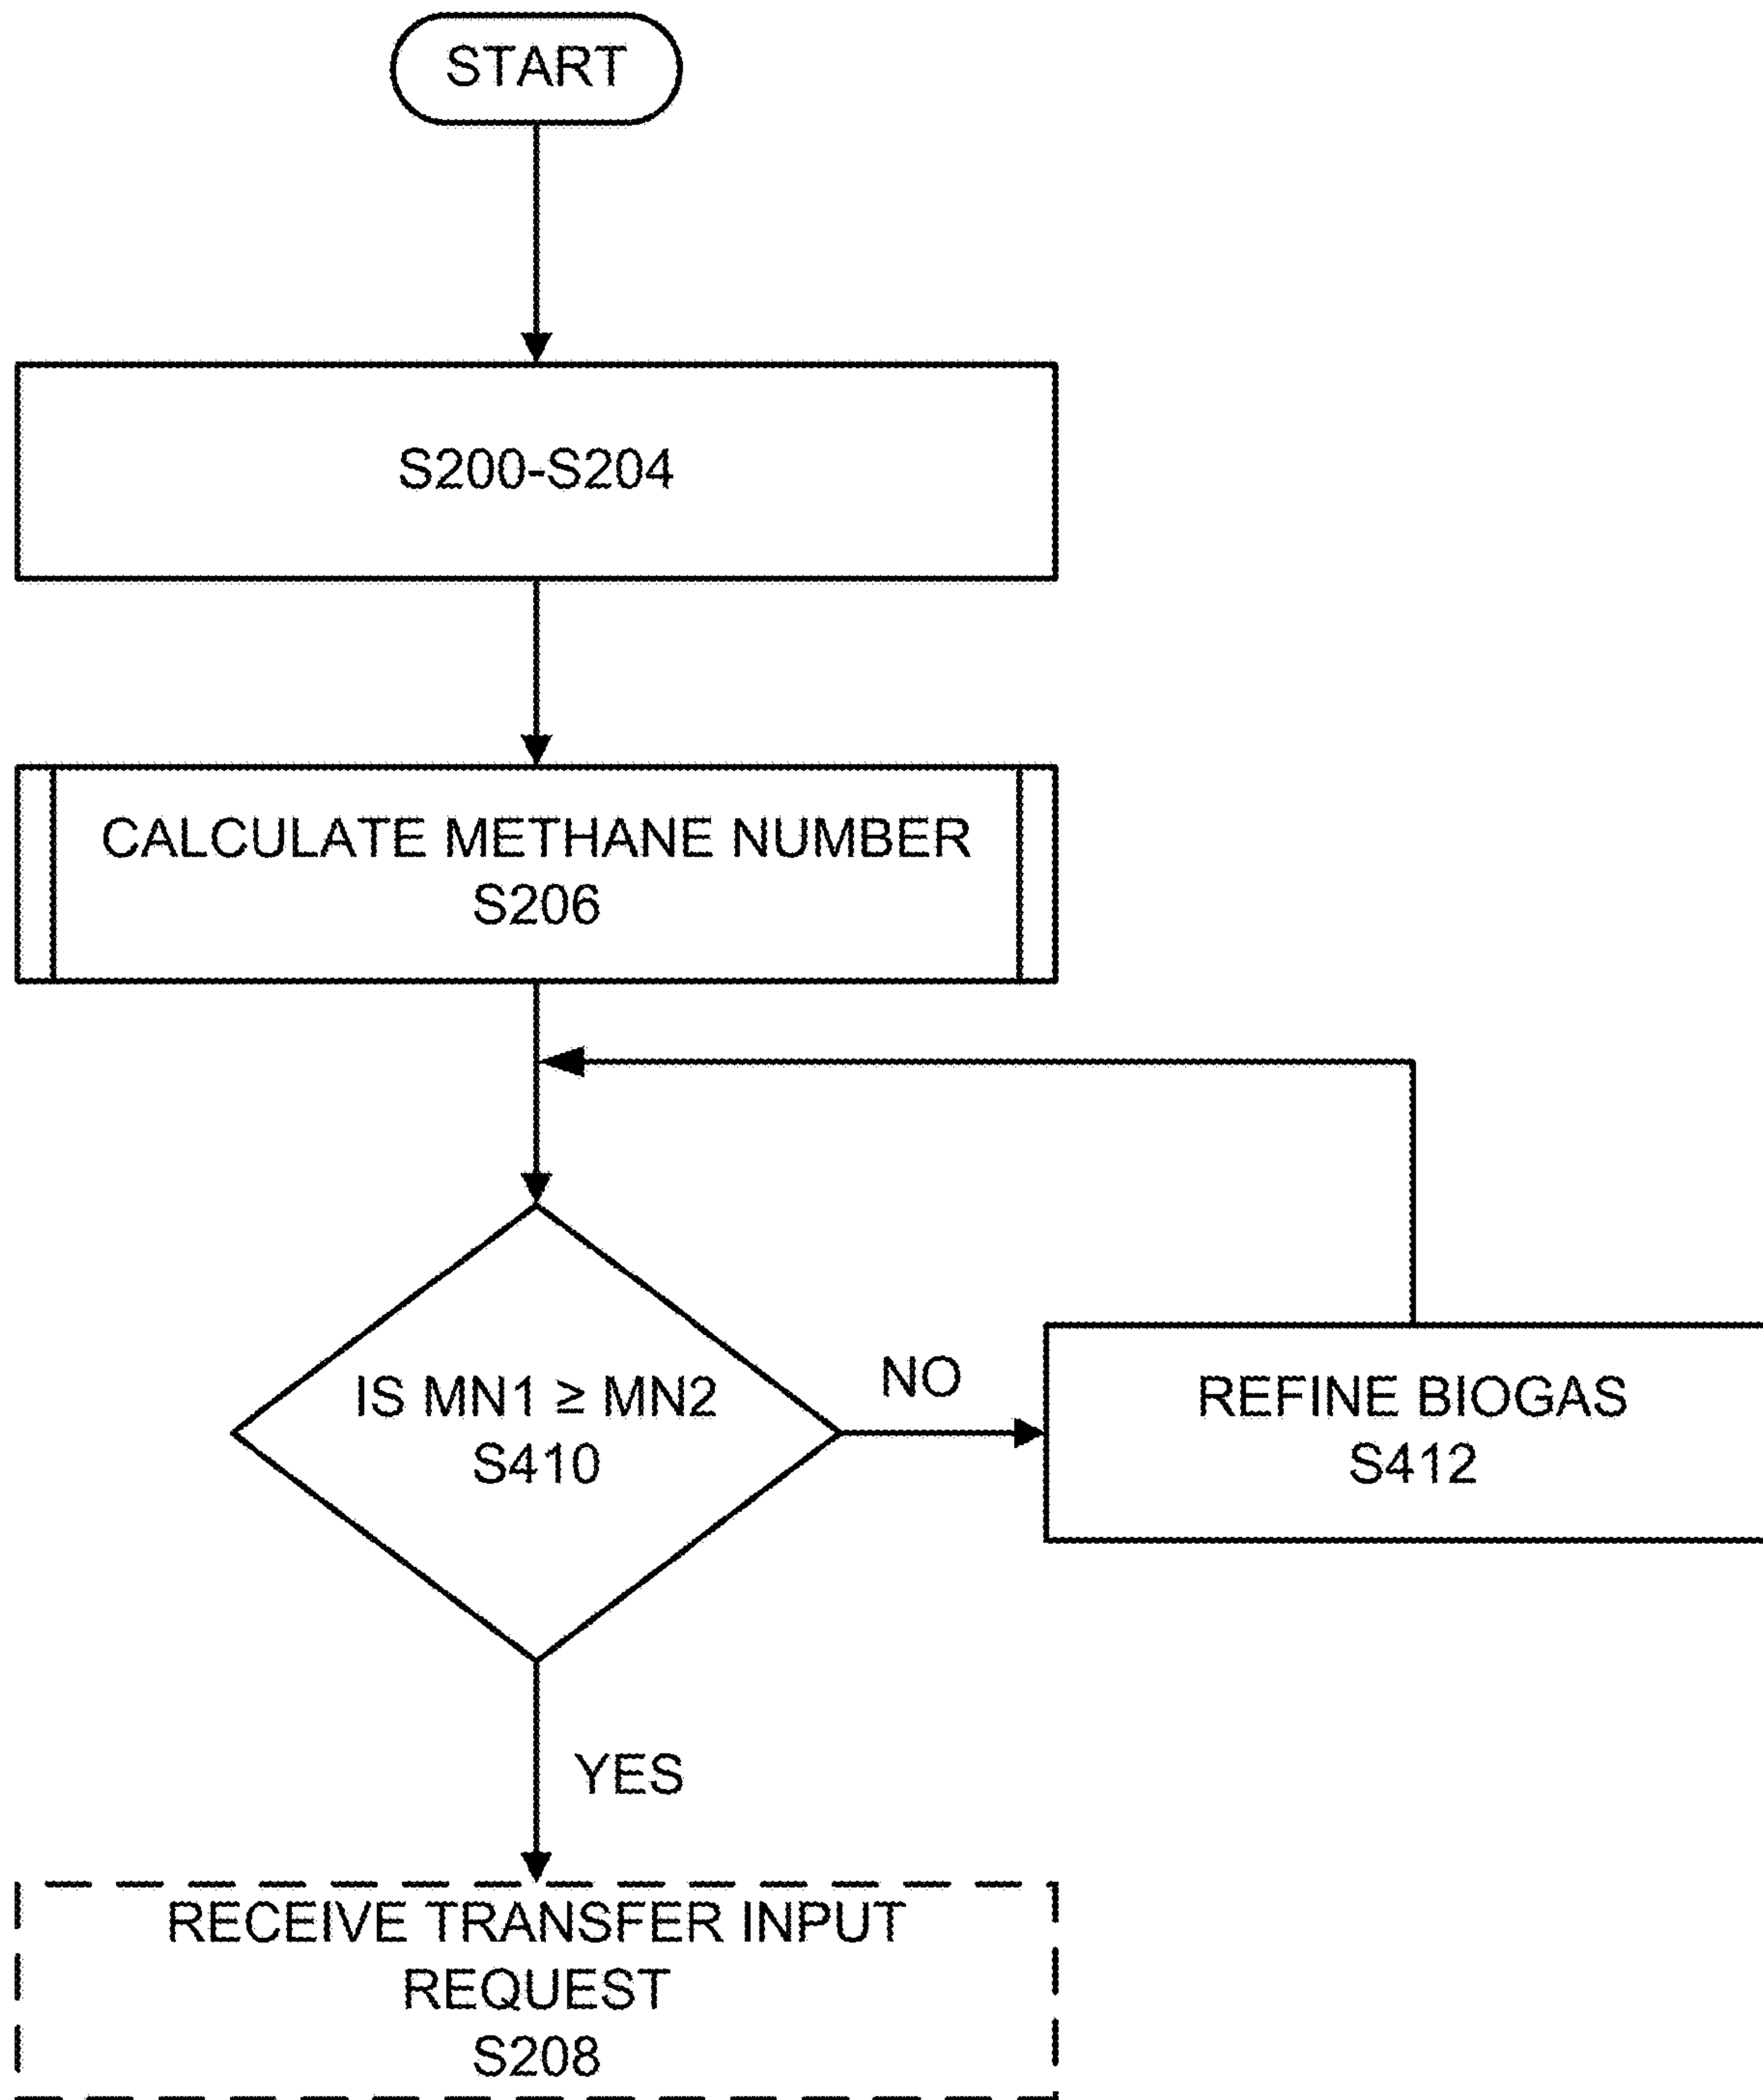 START
S200-S204
CALCULATE METHANE NUMBER
S206
IS MN1 ≥ MN2
S410
NO
REFINE BIOGAS
S412
YES
RECEIVE TRANSFER INPUT
REQUEST
S208